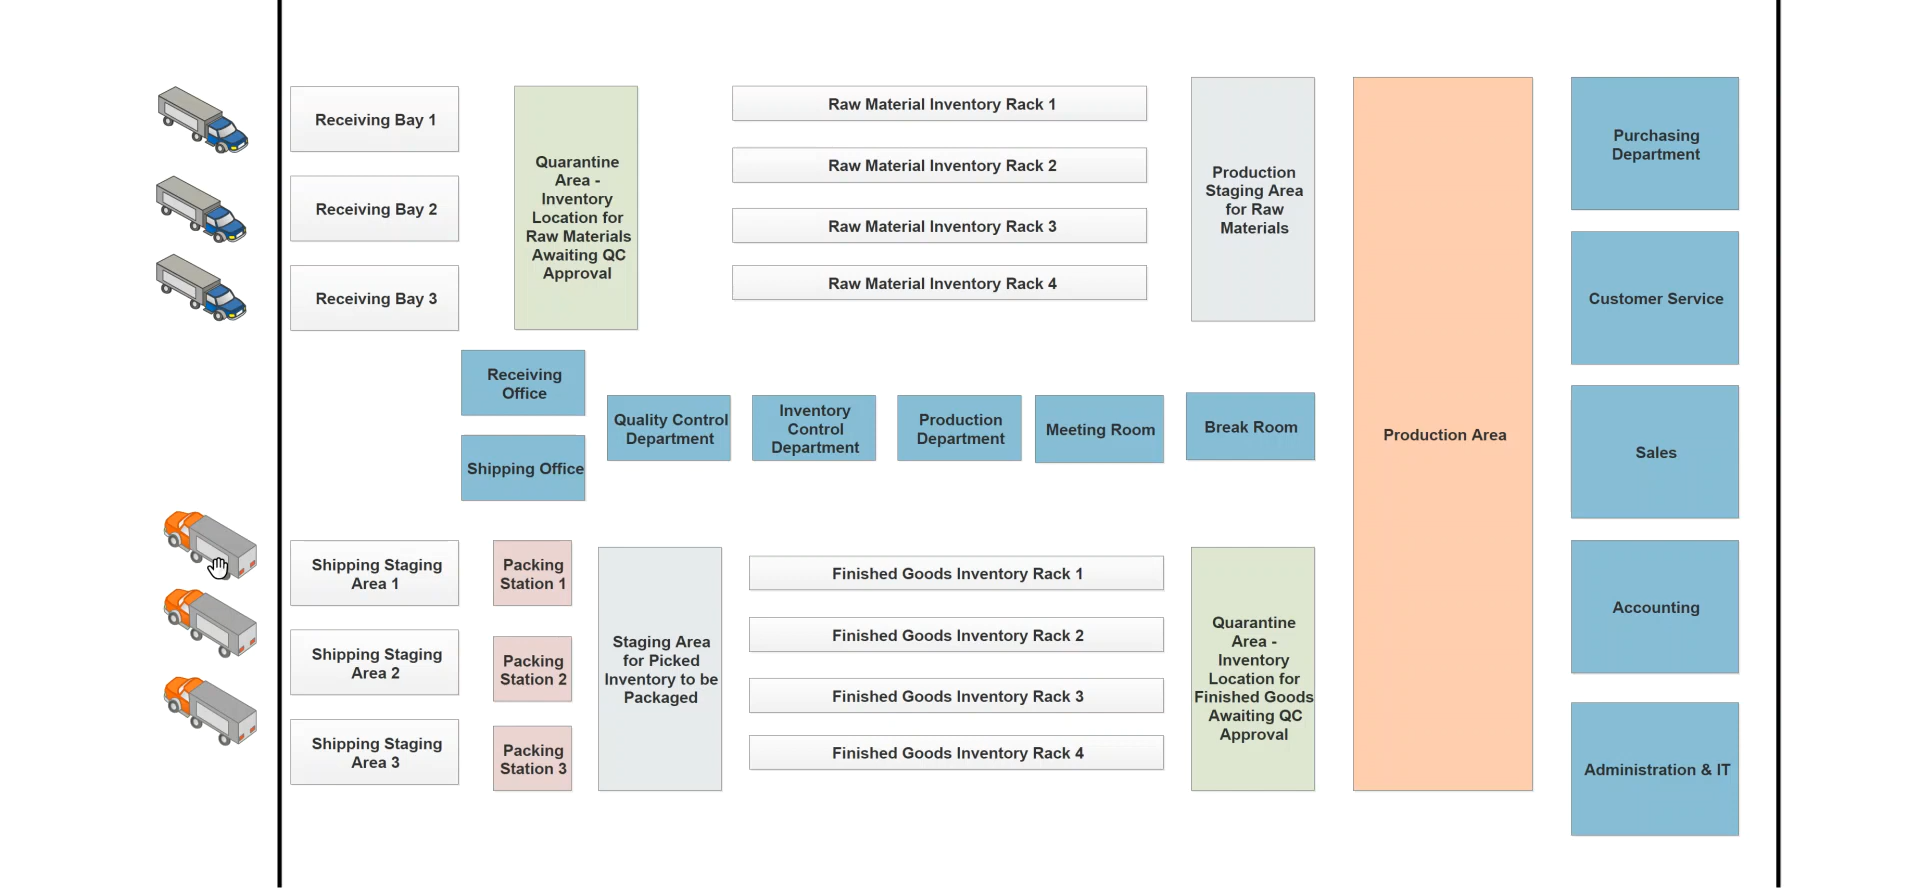 Receiving Bay 1
Receiving Bay 2
Receiving Bay 3
Quarantine
Area -
Inventory
Location for
Raw Materials
Awaiting QC
Approval
Raw Material Inventory Rack 1
Raw Material Inventory Rack 2
Raw Material Inventory Rack 3
Raw Material Inventory Rack 4
Production
Staging Area
for Raw
Materials
Receiving
Office
Shipping Office
Quality Control
Department
Inventory
Control
Department
Production
Department
Meeting Room
Break Room
Shipping Staging
Area 1
Shipping Staging
Area 2
Shipping Staging
Area 3
Packing
Station 1
Packing
Station 2
Packing
Station 3
Staging Area
for Picked
Inventory to be
Packaged
Finished Goods Inventory Rack 1
Finished Goods Inventory Rack 2
Finished Goods Inventory Rack 3
Finished Goods Inventory Rack 4
Quarantine
Area -
Inventory
Location for
Finished Goods
Awaiting QC
Approval
Production Area
Purchasing
Department
Customer Service
Sales
Accounting
Administration & IT